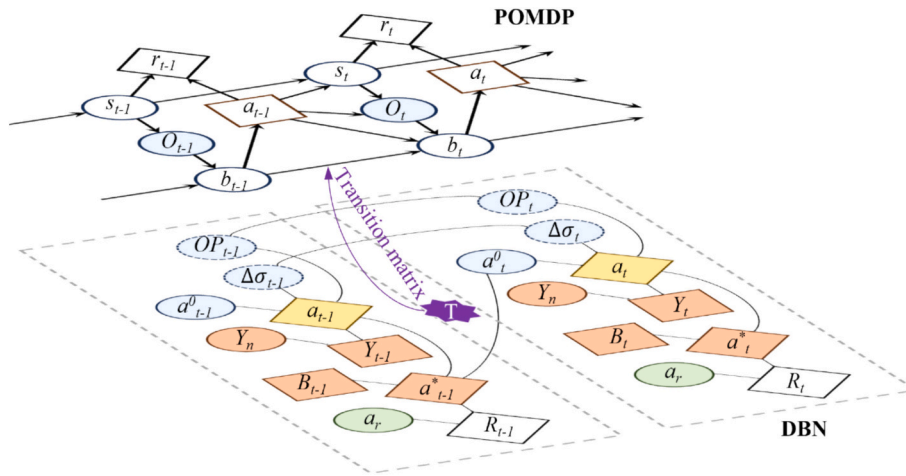 POMDP
r_t
r_{t-1}
s_t
a_t
s_{t-1}
a_{t-1}
O_t
O_{t-1}
b_t
b_{t-1}
Transition matrix
T
OP_t
OP_{t-1}
Δσ_t
Δσ_{t-1}
a^0_t
a_t
a^0_{t-1}
a_{t-1}
Y_n
Y_t
Y_n
Y_{t-1}
B_t
a^*_t
B_{t-1}
a^*_{t-1}
a_r
R_t
a_r
R_{t-1}
DBN